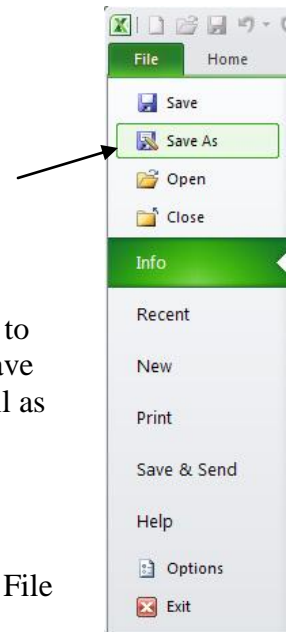 File Home
Save
Save As
Open
Close
Info
Recent
to
New
as
Print
Save & Send
Help
Options
File
Exit